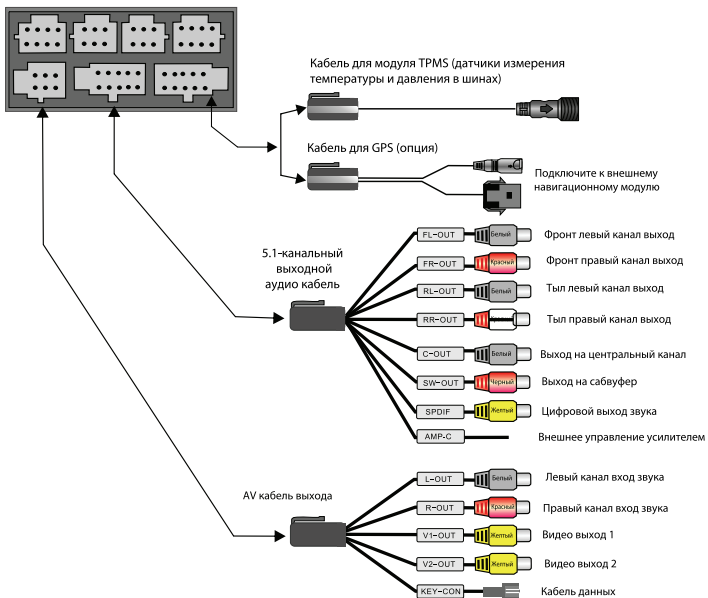 Кабель для модуля TPMS (датчики измерения
температуры и давления в шинах)
Кабель для GPS (опция)
Подключите к внешнему
навигационному модулю
5.1-канальный
выходной
аудио кабель
FL-OUT Белый Фронт левый канал выход
FR-OUT Красный Фронт правый канал выход
RL-OUT Белый Тыл левый канал выход
RR-OUT Тыл правый канал выход
C-OUT Белый Выход на центральный канал
SW-OUT Черный Выход на сабвуфер
SPDIF Желтый Цифровой выход звука
AMP-C Внешнее управление усилителем
AV кабель выхода
L-OUT Белый Левый канал вход звука
R-OUT Красный Правый канал вход звука
V1-OUT Желтый Видео выход 1
V2-OUT Желтый Видео выход 2
KEY-CON Кабель данных